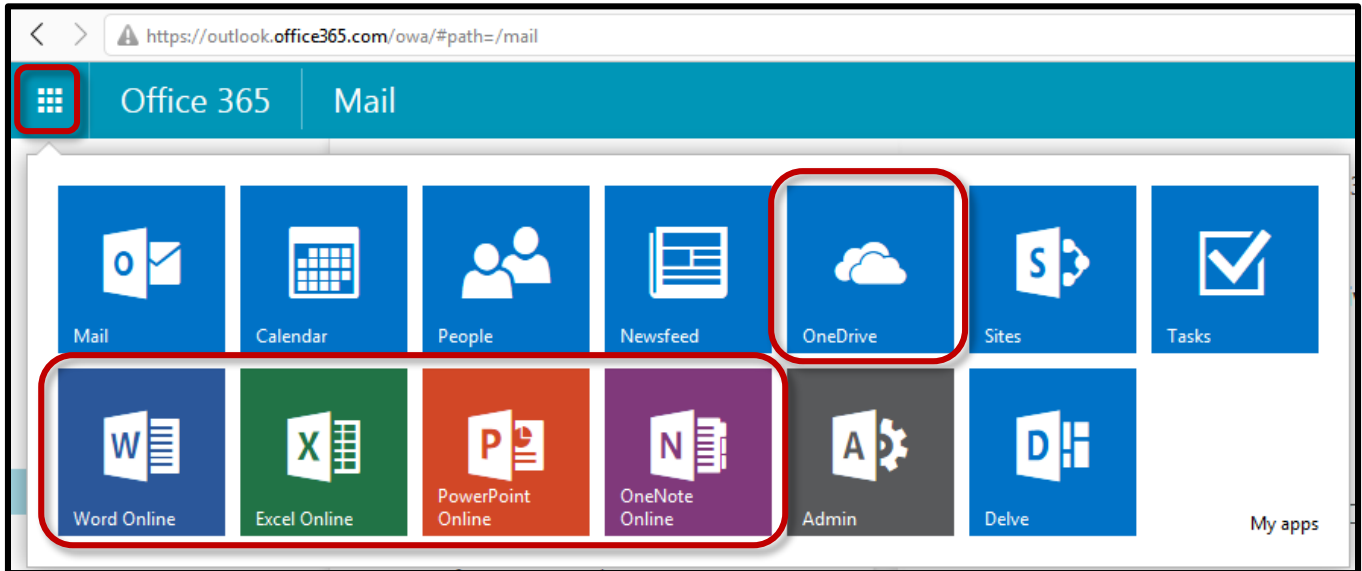 https://outlook.office365.com/owa/#path=/mail
Office 365 Mail
O
S
Mail Calendar People Newsfeed OneDrive Sites Tasks
W X P N A D
PowerPoint OneNote
Word Online Excel Online Online Online Admin Delve My apps